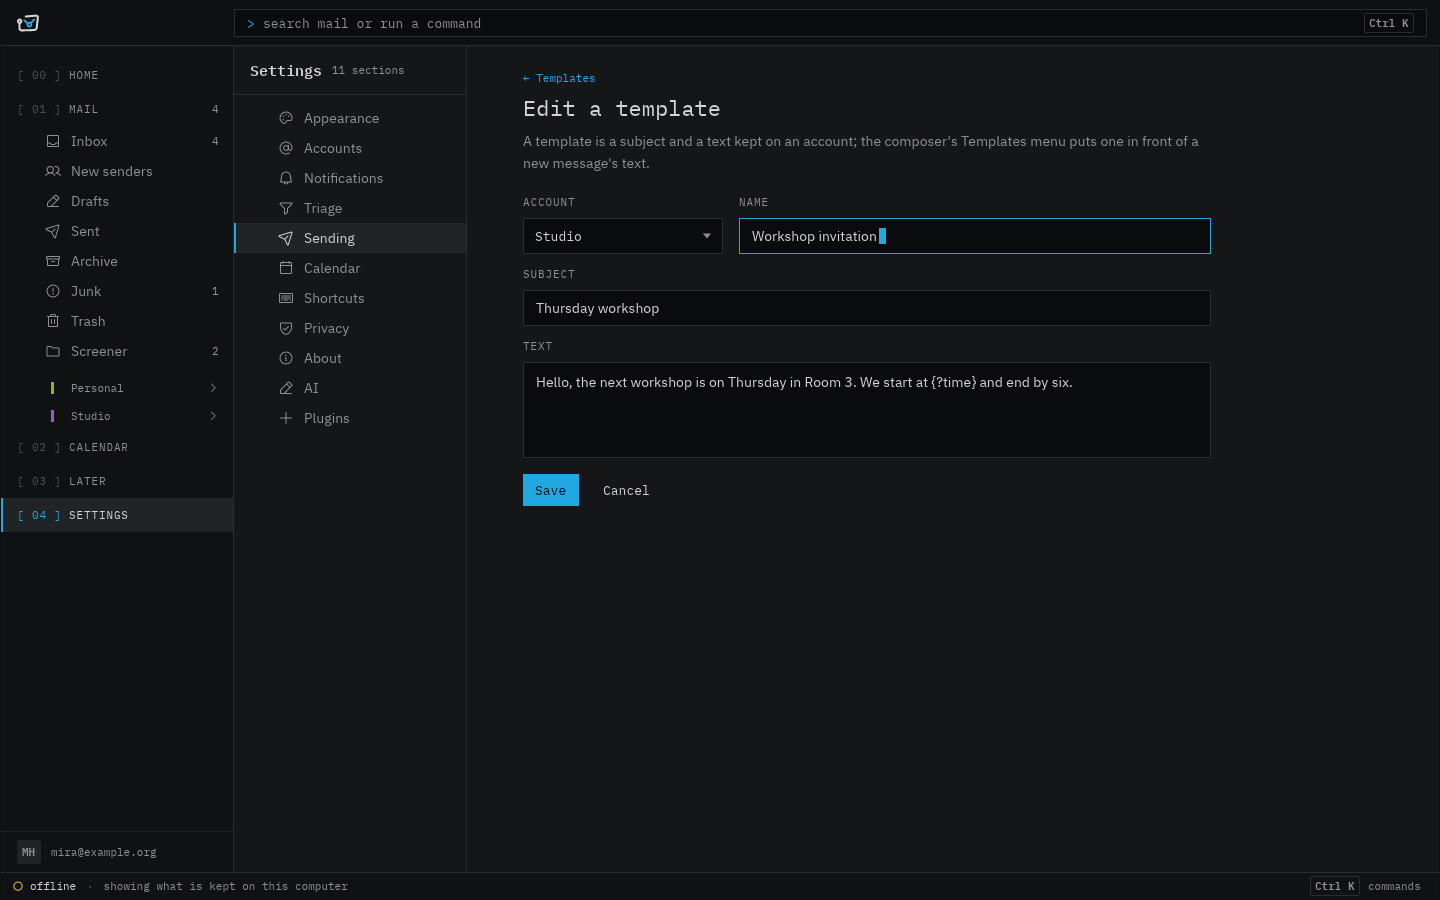 > search mail or run a command
Ctrl K
[ 00 ] HOME
[ 01 ] MAIL 4
Inbox 4
New senders
Drafts
Sent
Archive
Junk 1
Trash
Screener 2
Personal
Studio
[ 02 ] CALENDAR
[ 03 ] LATER
[ 04 ] SETTINGS
MH mira@example.org
Settings 11 sections
Appearance
Accounts
Notifications
Triage
Sending
Calendar
Shortcuts
Privacy
About
AI
Plugins
← Templates
Edit a template
A template is a subject and a text kept on an account; the composer's Templates menu puts one in front of a
new message's text.
ACCOUNT NAME
Studio Workshop invitation
SUBJECT
Thursday workshop
TEXT
Hello, the next workshop is on Thursday in Room 3. We start at {?time} and end by six.
Save Cancel
offline · showing what is kept on this computer
Ctrl K commands